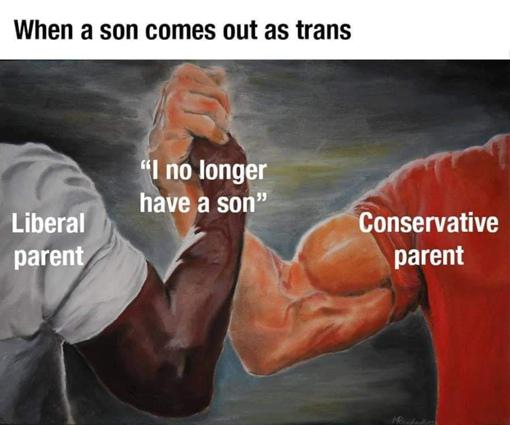 When a son comes out as trans
“I no longer
have a son”
Liberal
parent
Conservative
parent